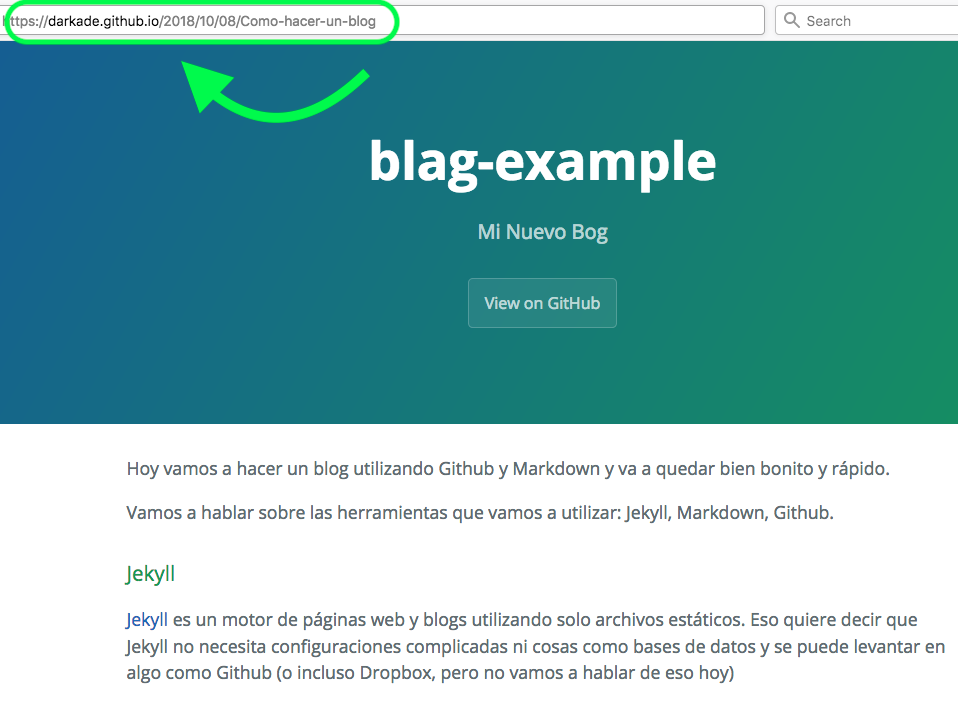 https://darkade.github.io/2018/10/08/Como-hacer-un-blog
Search
blag-example
Mi Nuevo Bog
View on GitHub
Hoy vamos a hacer un blog utilizando Github y Markdown y va a quedar bien bonito y rápido.
Vamos a hablar sobre las herramientas que vamos a utilizar: Jekyll, Markdown, Github.
Jekyll
Jekyll es un motor de páginas web y blogs utilizando solo archivos estáticos. Eso quiere decir que
Jekyll no necesita configuraciones complicadas ni cosas como bases de datos y se puede levantar en
algo como Github (o incluso Dropbox, pero no vamos a hablar de eso hoy)